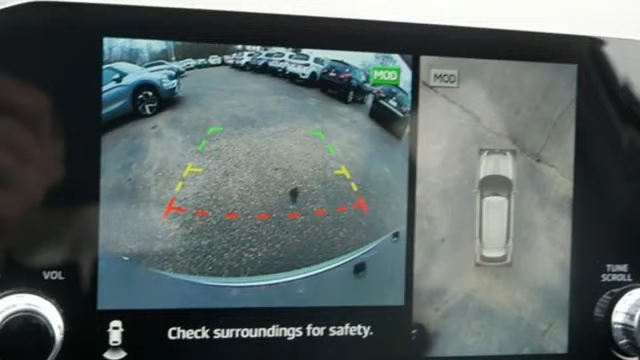 MOD
MOD
VOL
TUNE
SCROLL
Check surroundings for safety.